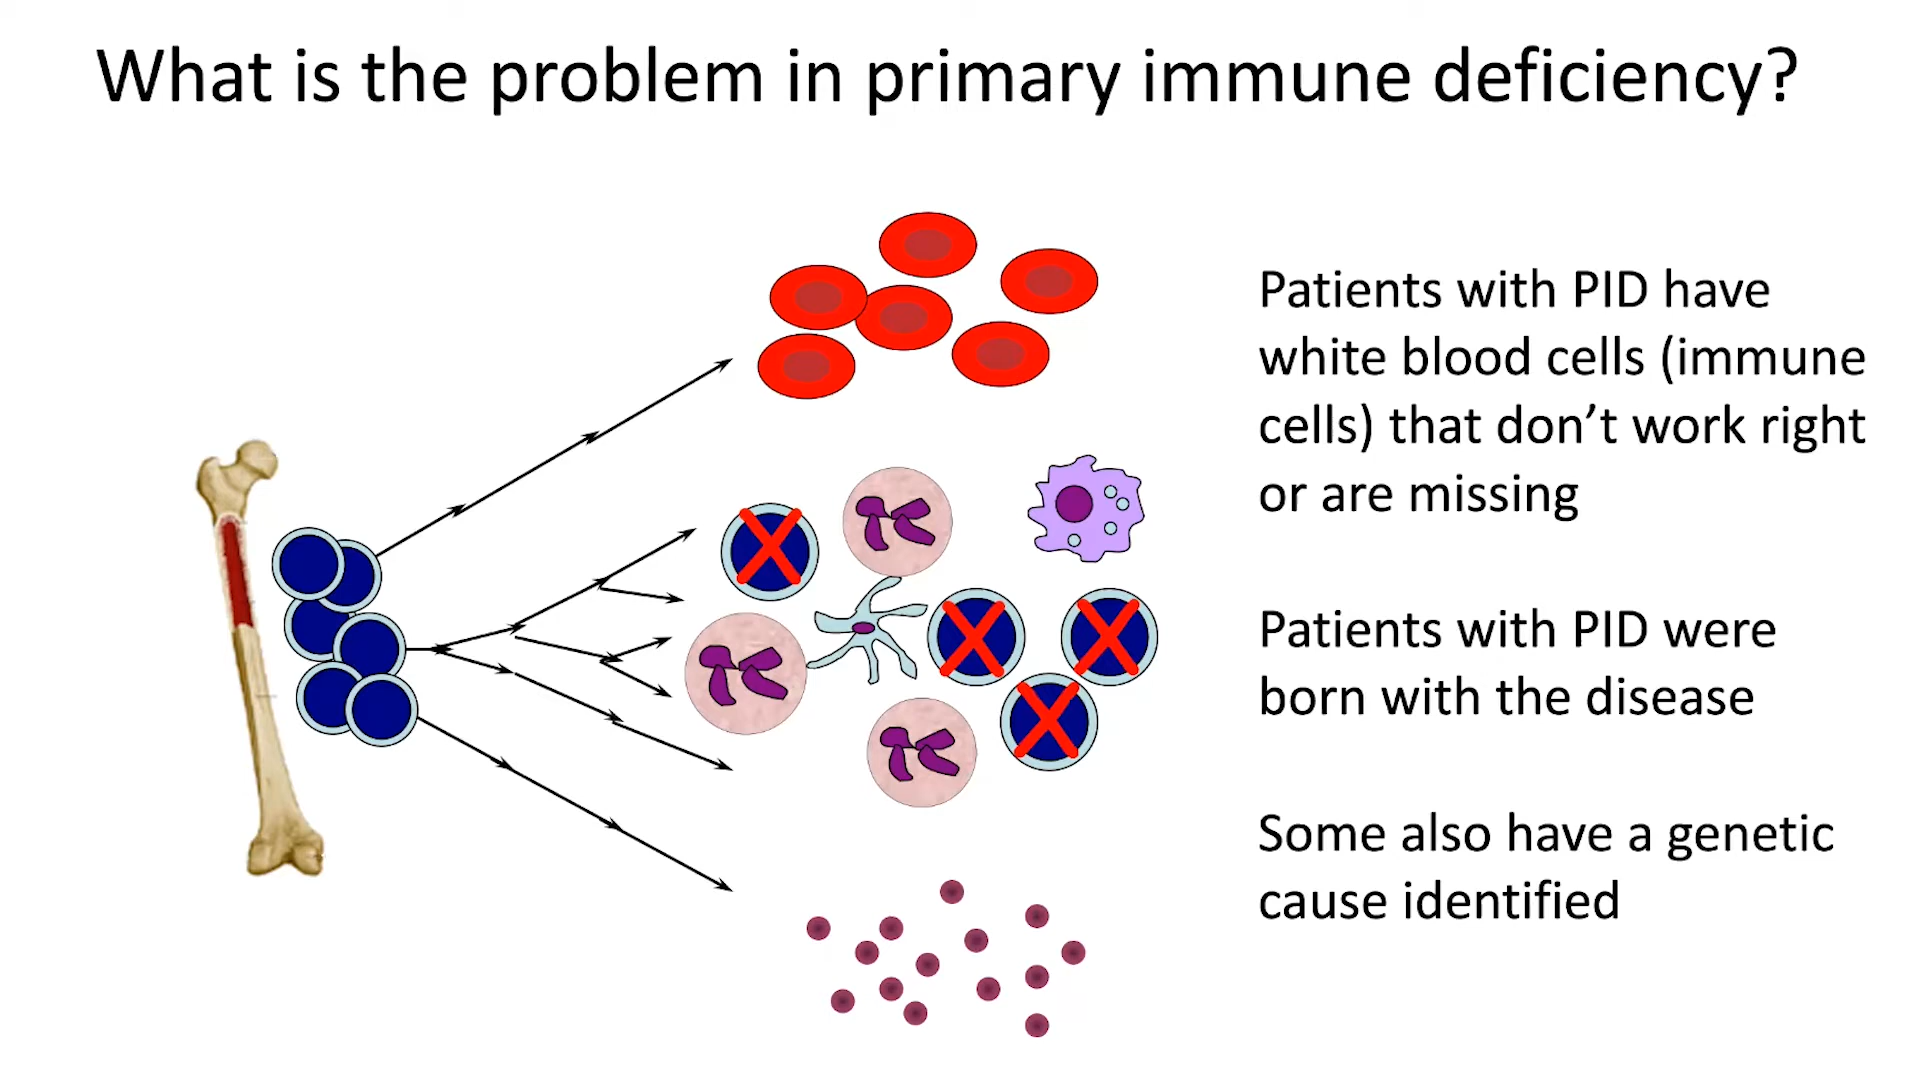 What is the problem in primary immune deficiency?
Patients with PID have
white blood cells (immune
cells) that don’t work right
or are missing
Patients with PID were
born with the disease
Some also have a genetic
cause identified